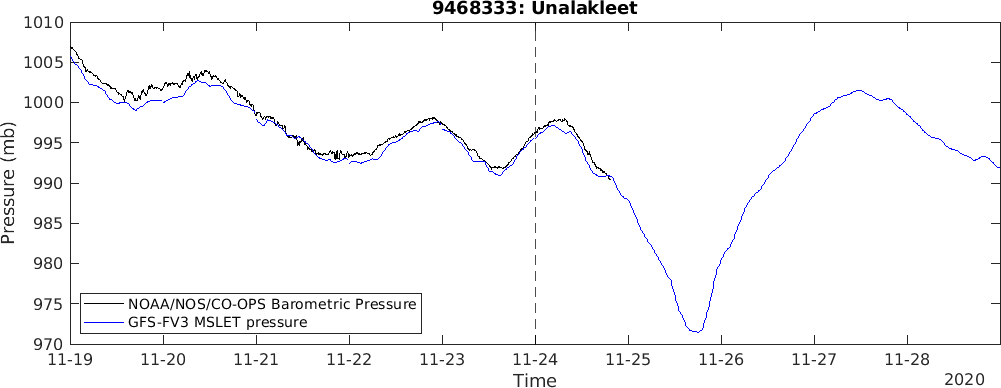 9468333: Unalakleet
1010
1005
1000
995
990
985
980
975
970
Pressure (mb)
NOAA/NOS/CO-OPS Barometric Pressure
GFS-FV3 MSLET pressure
11-19 11-20 11-21 11-22 11-23 11-24 11-25 11-26 11-27 11-28
Time
2020